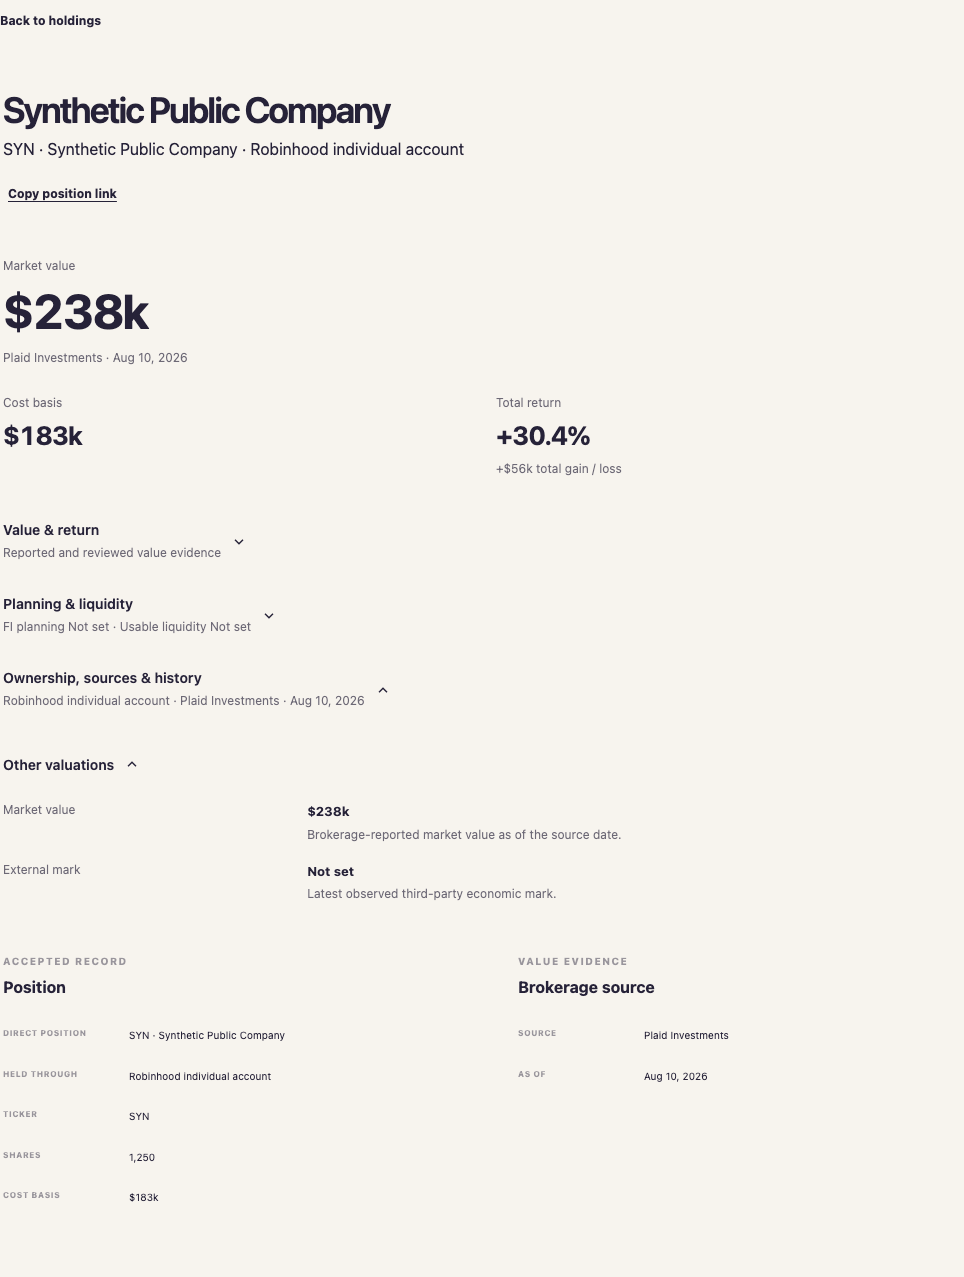 Back to holdings
Synthetic Public Company
SYN · Synthetic Public Company · Robinhood individual account
Copy position link
Market value
$238k
Plaid Investments · Aug 10, 2026
Cost basis
$183k
Total return
+30.4%
+$56k total gain / loss
Value & return
Reported and reviewed value evidence
Planning & liquidity
FI planning Not set · Usable liquidity Not set
Ownership, sources & history
Robinhood individual account · Plaid Investments · Aug 10, 2026
Other valuations
Market value
$238k
Brokerage-reported market value as of the source date.
External mark
Not set
Latest observed third-party economic mark.
ACCEPTED RECORD
Position
DIRECT POSITION
SYN · Synthetic Public Company
HELD THROUGH
Robinhood individual account
TICKER
SYN
SHARES
1,250
COST BASIS
$183k
VALUE EVIDENCE
Brokerage source
SOURCE
Plaid Investments
AS OF
Aug 10, 2026